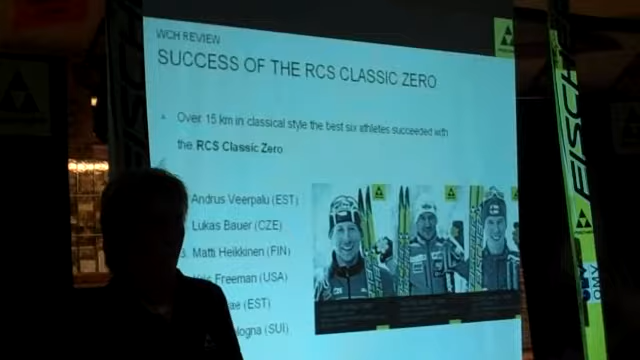 WCH REVIEW
SUCCESS OF THE RCS CLASSIC ZERO
Over 15 km in classical style the best six athletes succeeded with
the RCS Classic Zero
Andrus Veerpalu (EST)
Lukas Bauer (CZE)
3. Matti Heikkinen (FIN)
Freeman (USA)
(EST)
(SUI)
FISCHER